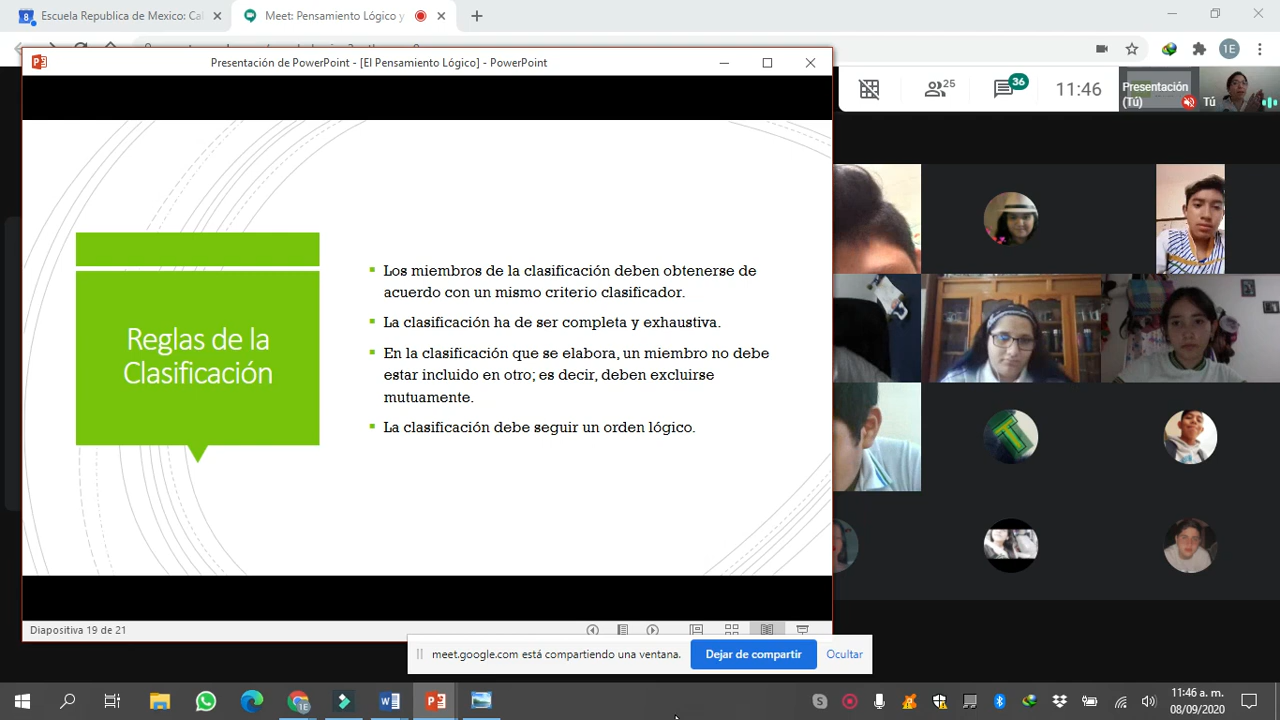 Escuela Republica de Mexico: Cal
Meet: Pensamiento Lógico y
1E
Presentación de PowerPoint - [El Pensamiento Lógico] - PowerPoint
25
36
11:46
Presentación
(Tú)
Tú
Reglas de la
Clasificación
Los miembros de la clasificación deben obtenerse de
acuerdo con un mismo criterio clasificador.
La clasificación ha de ser completa y exhaustiva.
En la clasificación que se elabora, un miembro no debe
estar incluido en otro; es decir, deben excluirse
mutuamente.
La clasificación debe seguir un orden lógico.
Diapositiva 19 de 21
meet.google.com está compartiendo una ventana.
Dejar de compartir
Ocultar
11:46 a. m.
08/09/2020